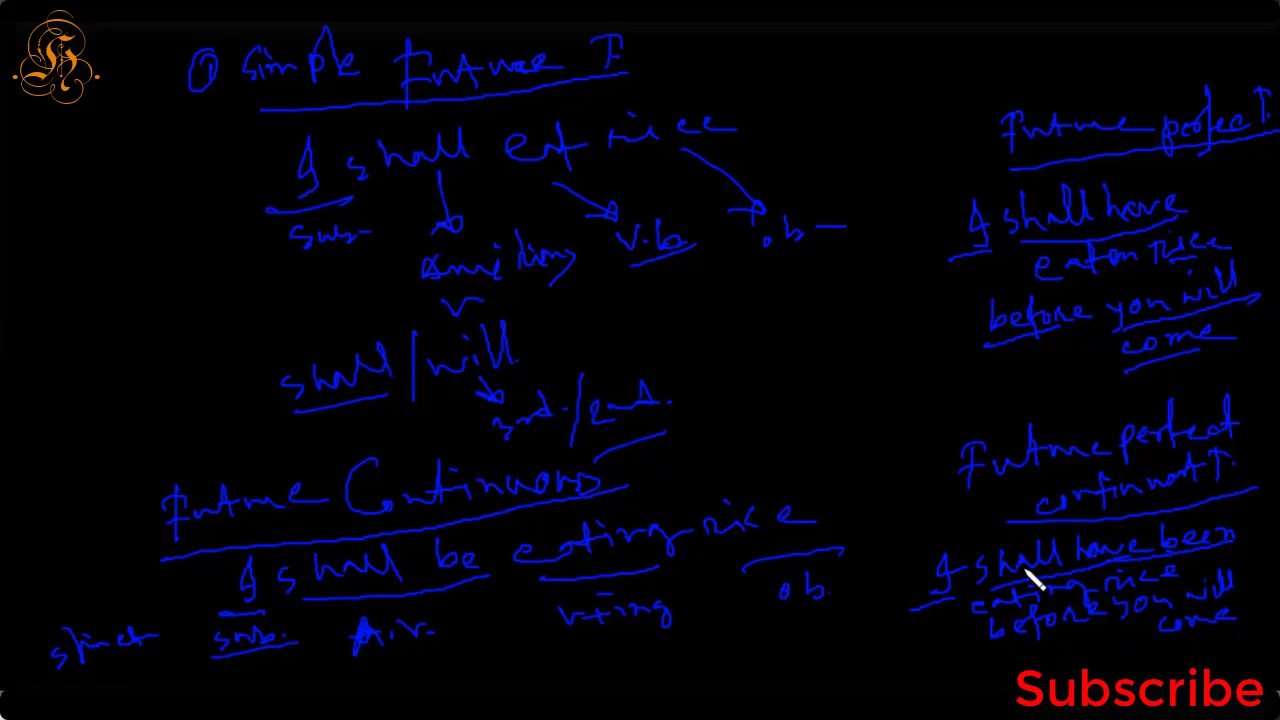 ① Simple Future T
I shall eat rice
sub
auxiliary v.b ob
v
shall | will
3rd / 2nd.
Future Continuous
I shall be eating rice
sub. A.V. v+ing ob.
Future perfect T.
I shall have
eaten rice
before you will
come
Future perfect
continuous T.
I shall have been
eating rice
before you will
come
Subscribe